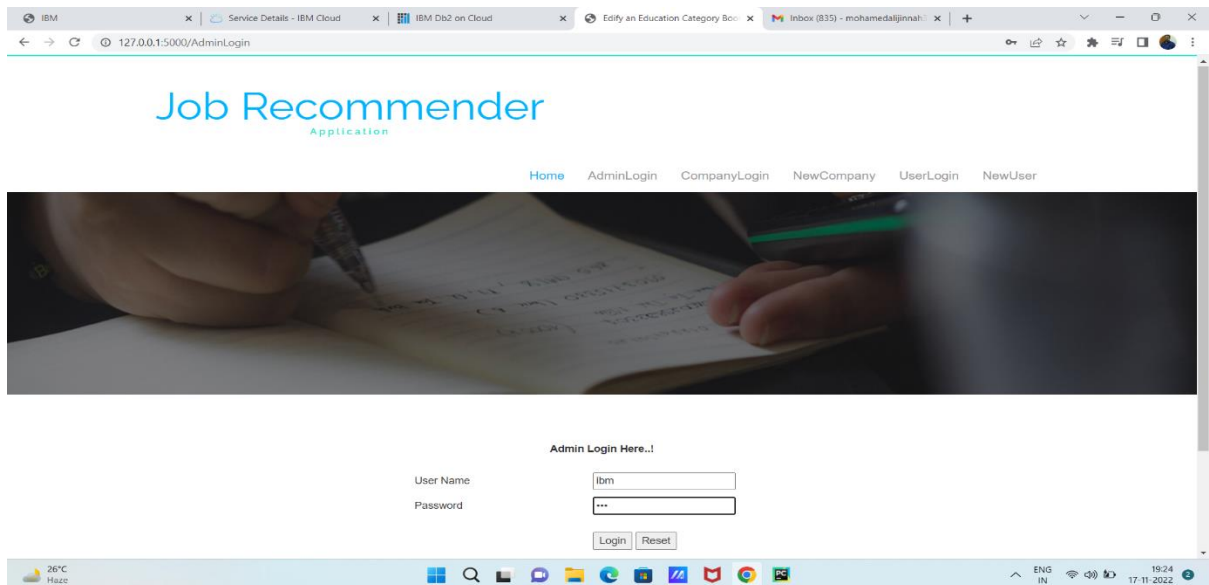 IBM
Service Details - IBM Cloud
IBM Db2 on Cloud
Edify an Education Category Boo
Inbox (835) - mohamedalijinnah
127.0.0.1:5000/AdminLogin
Job Recommender
Application
Home AdminLogin CompanyLogin NewCompany UserLogin NewUser
Admin Login Here..!
User Name ibm
Password •••
Login Reset
26°C
Haze
ENG
IN
19:24
17-11-2022
2